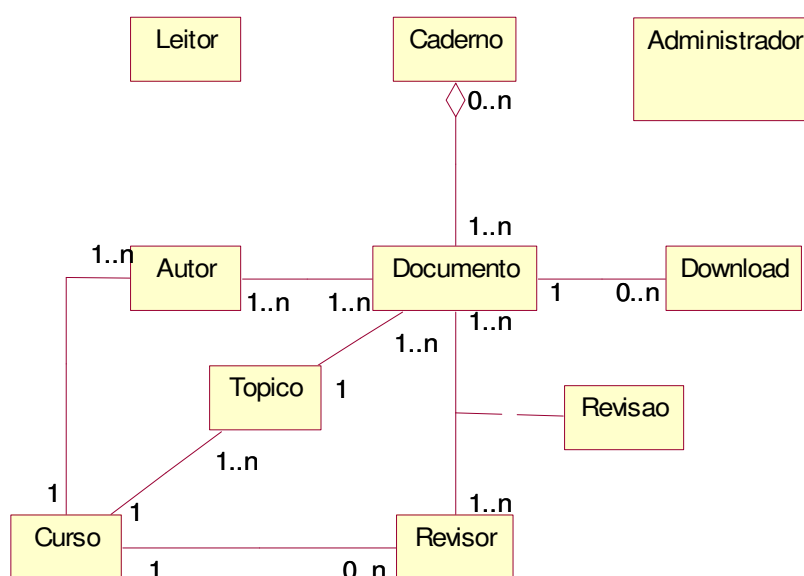 Leitor
Caderno
Administrador
0..n
1..n
1..n
Autor
Documento
Download
1..n
1..n
1
0..n
1..n
1..n
Topico
1
Revisao
1..n
1
1
1..n
Curso
Revisor
1
0..n